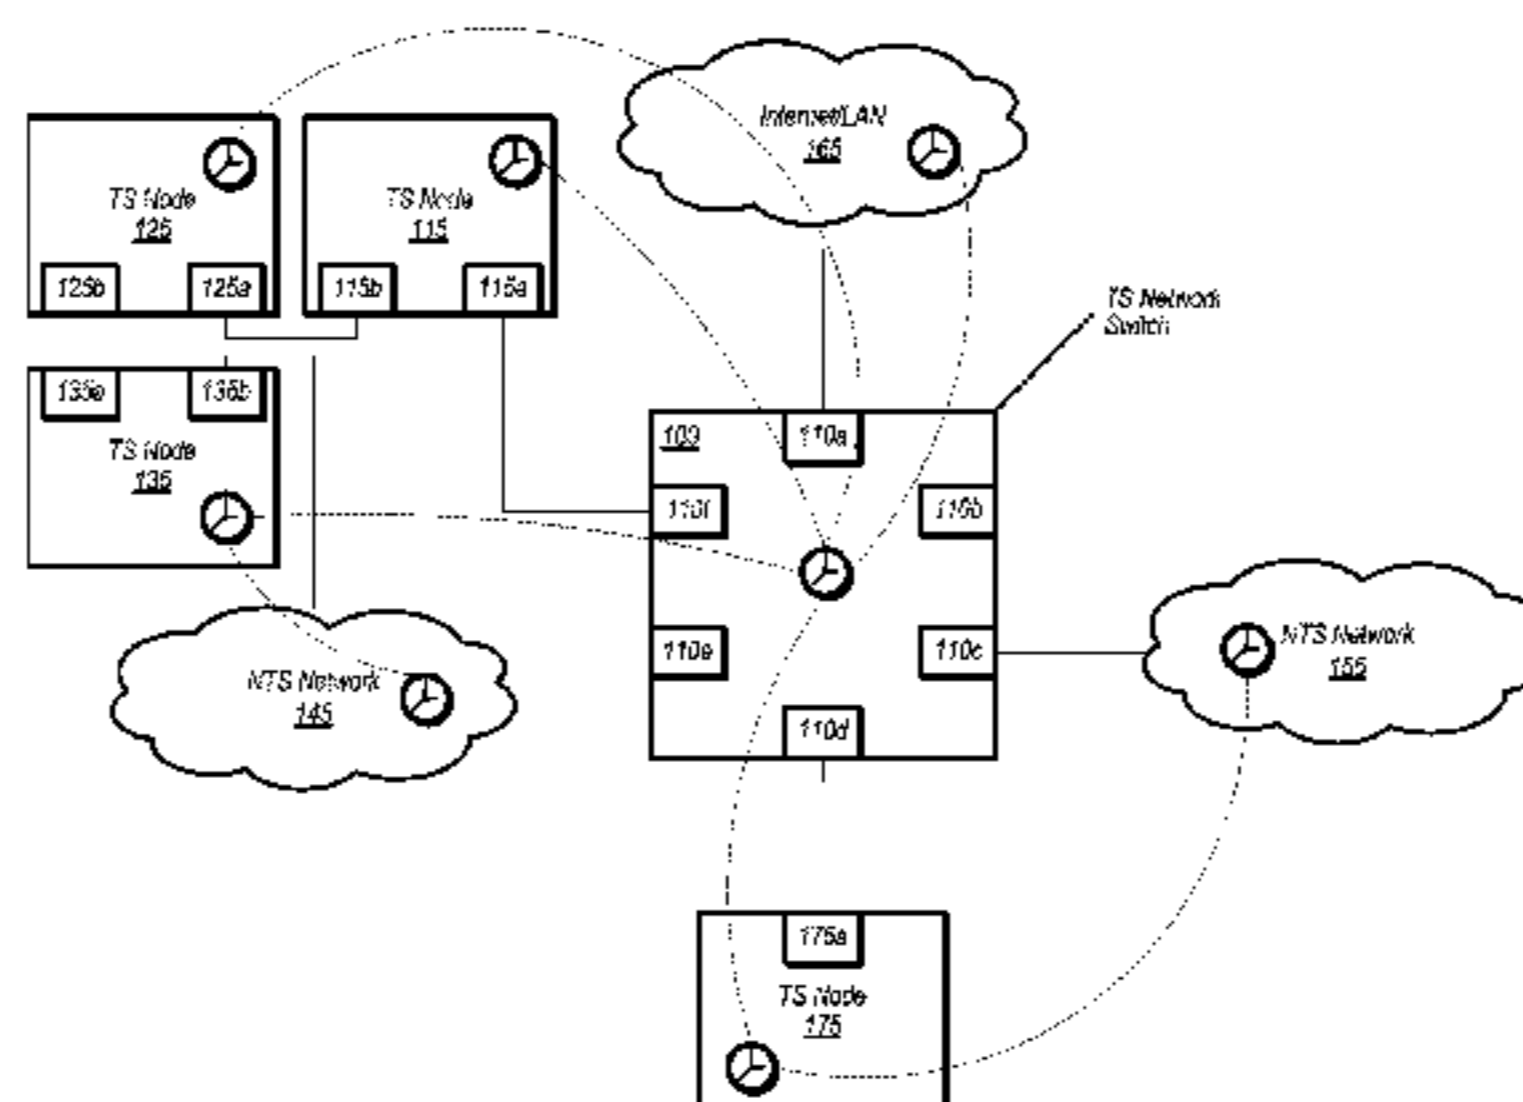 Internet/LAN
165
TS Node
125
TS Node
115
125b
125a
115b
115a
TS Network
Switch
135a
135b
TS Node
135
109
110a
110f
110b
110e
110c
110d
NTS Network
145
NTS Network
155
175a
TS Node
175